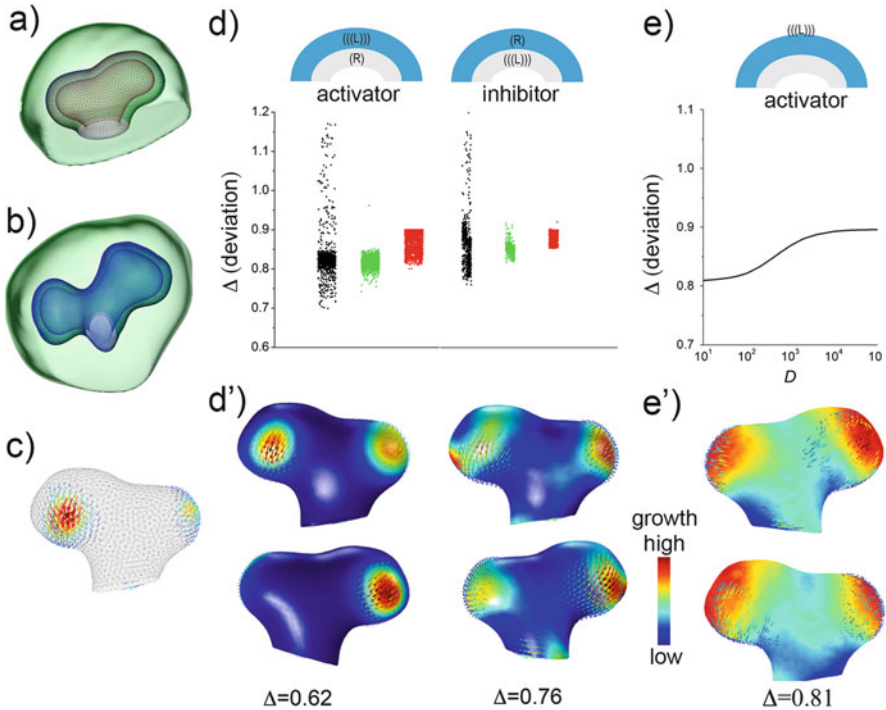 a)
b)
c)
d)
(((L)))
(R)
activator
(R)
(((L)))
inhibitor
Δ (deviation)
1.2
1.1
1.0
0.9
0.8
0.7
0.6
e)
(((L)))
activator
Δ (deviation)
1.1
1.0
0.9
0.8
0.7
10¹ 10² 10³ 10⁴ 10
D
d')
Δ=0.62
Δ=0.76
e')
growth
high
low
Δ=0.81